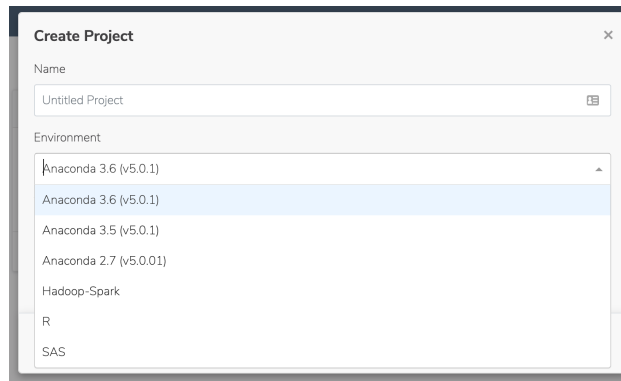 Create Project
×
Name
Untitled Project
Environment
Anaconda 3.6 (v5.0.1)
Anaconda 3.6 (v5.0.1)
Anaconda 3.5 (v5.0.1)
Anaconda 2.7 (v5.0.01)
Hadoop-Spark
R
SAS